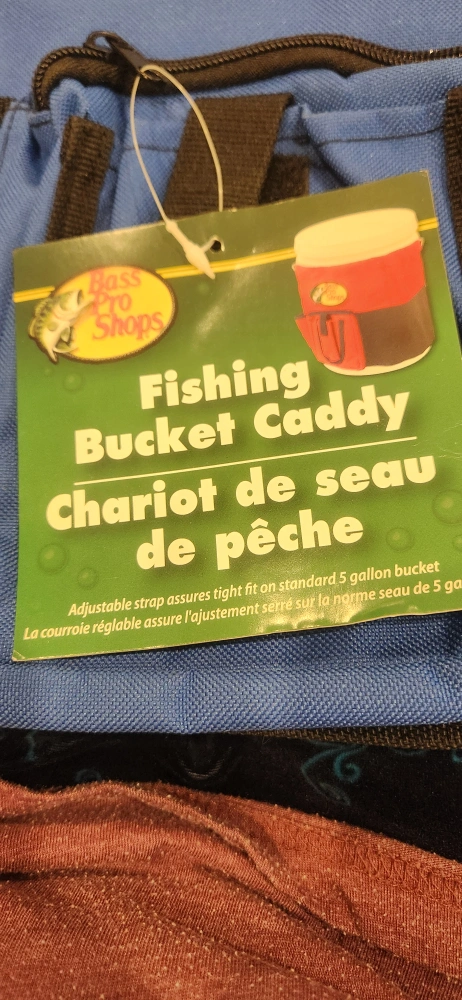 Bass
Pro
Shops
Fishing
Bucket Caddy
Chariot de seau
de pêche
Adjustable strap assures tight fit on standard 5 gallon bucket
La courroie réglable assure l'ajustement serré sur la norme seau de 5 ga